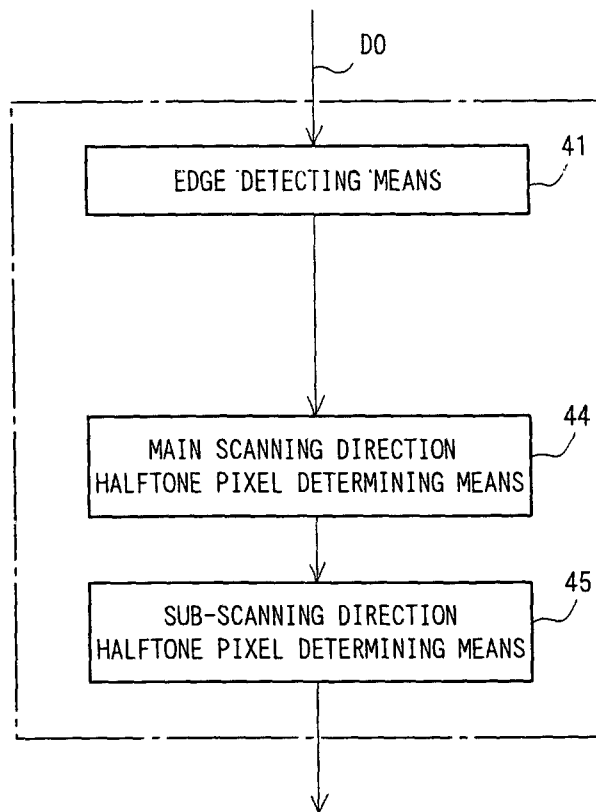 DO
41
EDGE DETECTING MEANS
44
MAIN SCANNING DIRECTION
HALFTONE PIXEL DETERMINING MEANS
45
SUB-SCANNING DIRECTION
HALFTONE PIXEL DETERMINING MEANS